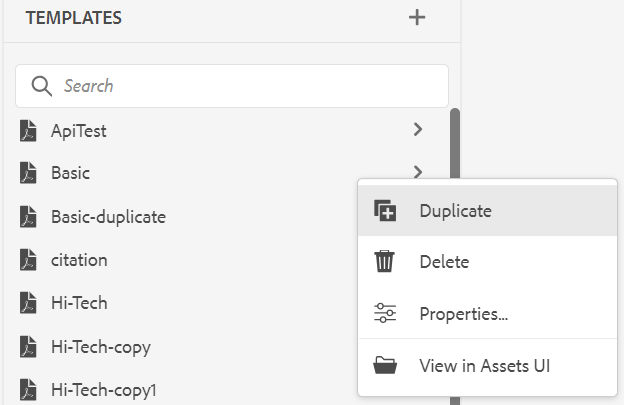 TEMPLATES
Search
ApiTest
Basic
Basic-duplicate
citation
Hi-Tech
Hi-Tech-copy
Hi-Tech-copy1
Duplicate
Delete
Properties...
View in Assets UI